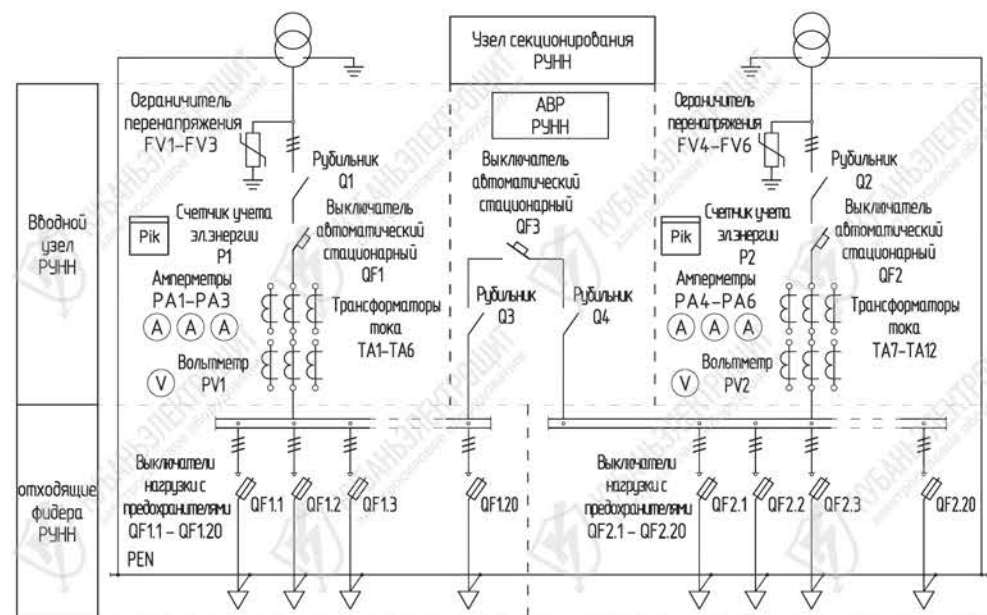 Узел секционирования
РУНН
АВР
РУНН
Вводной
узел
РУНН
отходящие
фидера
РУНН
Ограничитель
перенапряжения
FV1-FV3
Рубильник
Q1
Счетчик учета
эл.энергии
P1
Pik
Выключатель
автоматический
стационарный
QF1
Амперметры
PA1-PA3
A A A
Трансформаторы
тока
TA1-TA6
Вольтметр
PV1
V
Выключатель
автоматический
стационарный
QF3
Рубильник
Q3
Рубильник
Q4
Ограничитель
перенапряжения
FV4-FV6
Рубильник
Q2
Счетчик учета
эл.энергии
P2
Pik
Выключатель
автоматический
стационарный
QF2
Амперметры
PA4-PA6
A A A
Трансформаторы
тока
TA7-TA12
Вольтметр
PV2
V
Выключатели
нагрузки с
предохранителями
QF1.1 - QF1.20
PEN
QF1.1 QF1.2 QF1.3 QF1.20
Выключатели
нагрузки с
предохранителями
QF2.1 - QF2.20
QF2.1 QF2.2 QF2.3 QF2.20